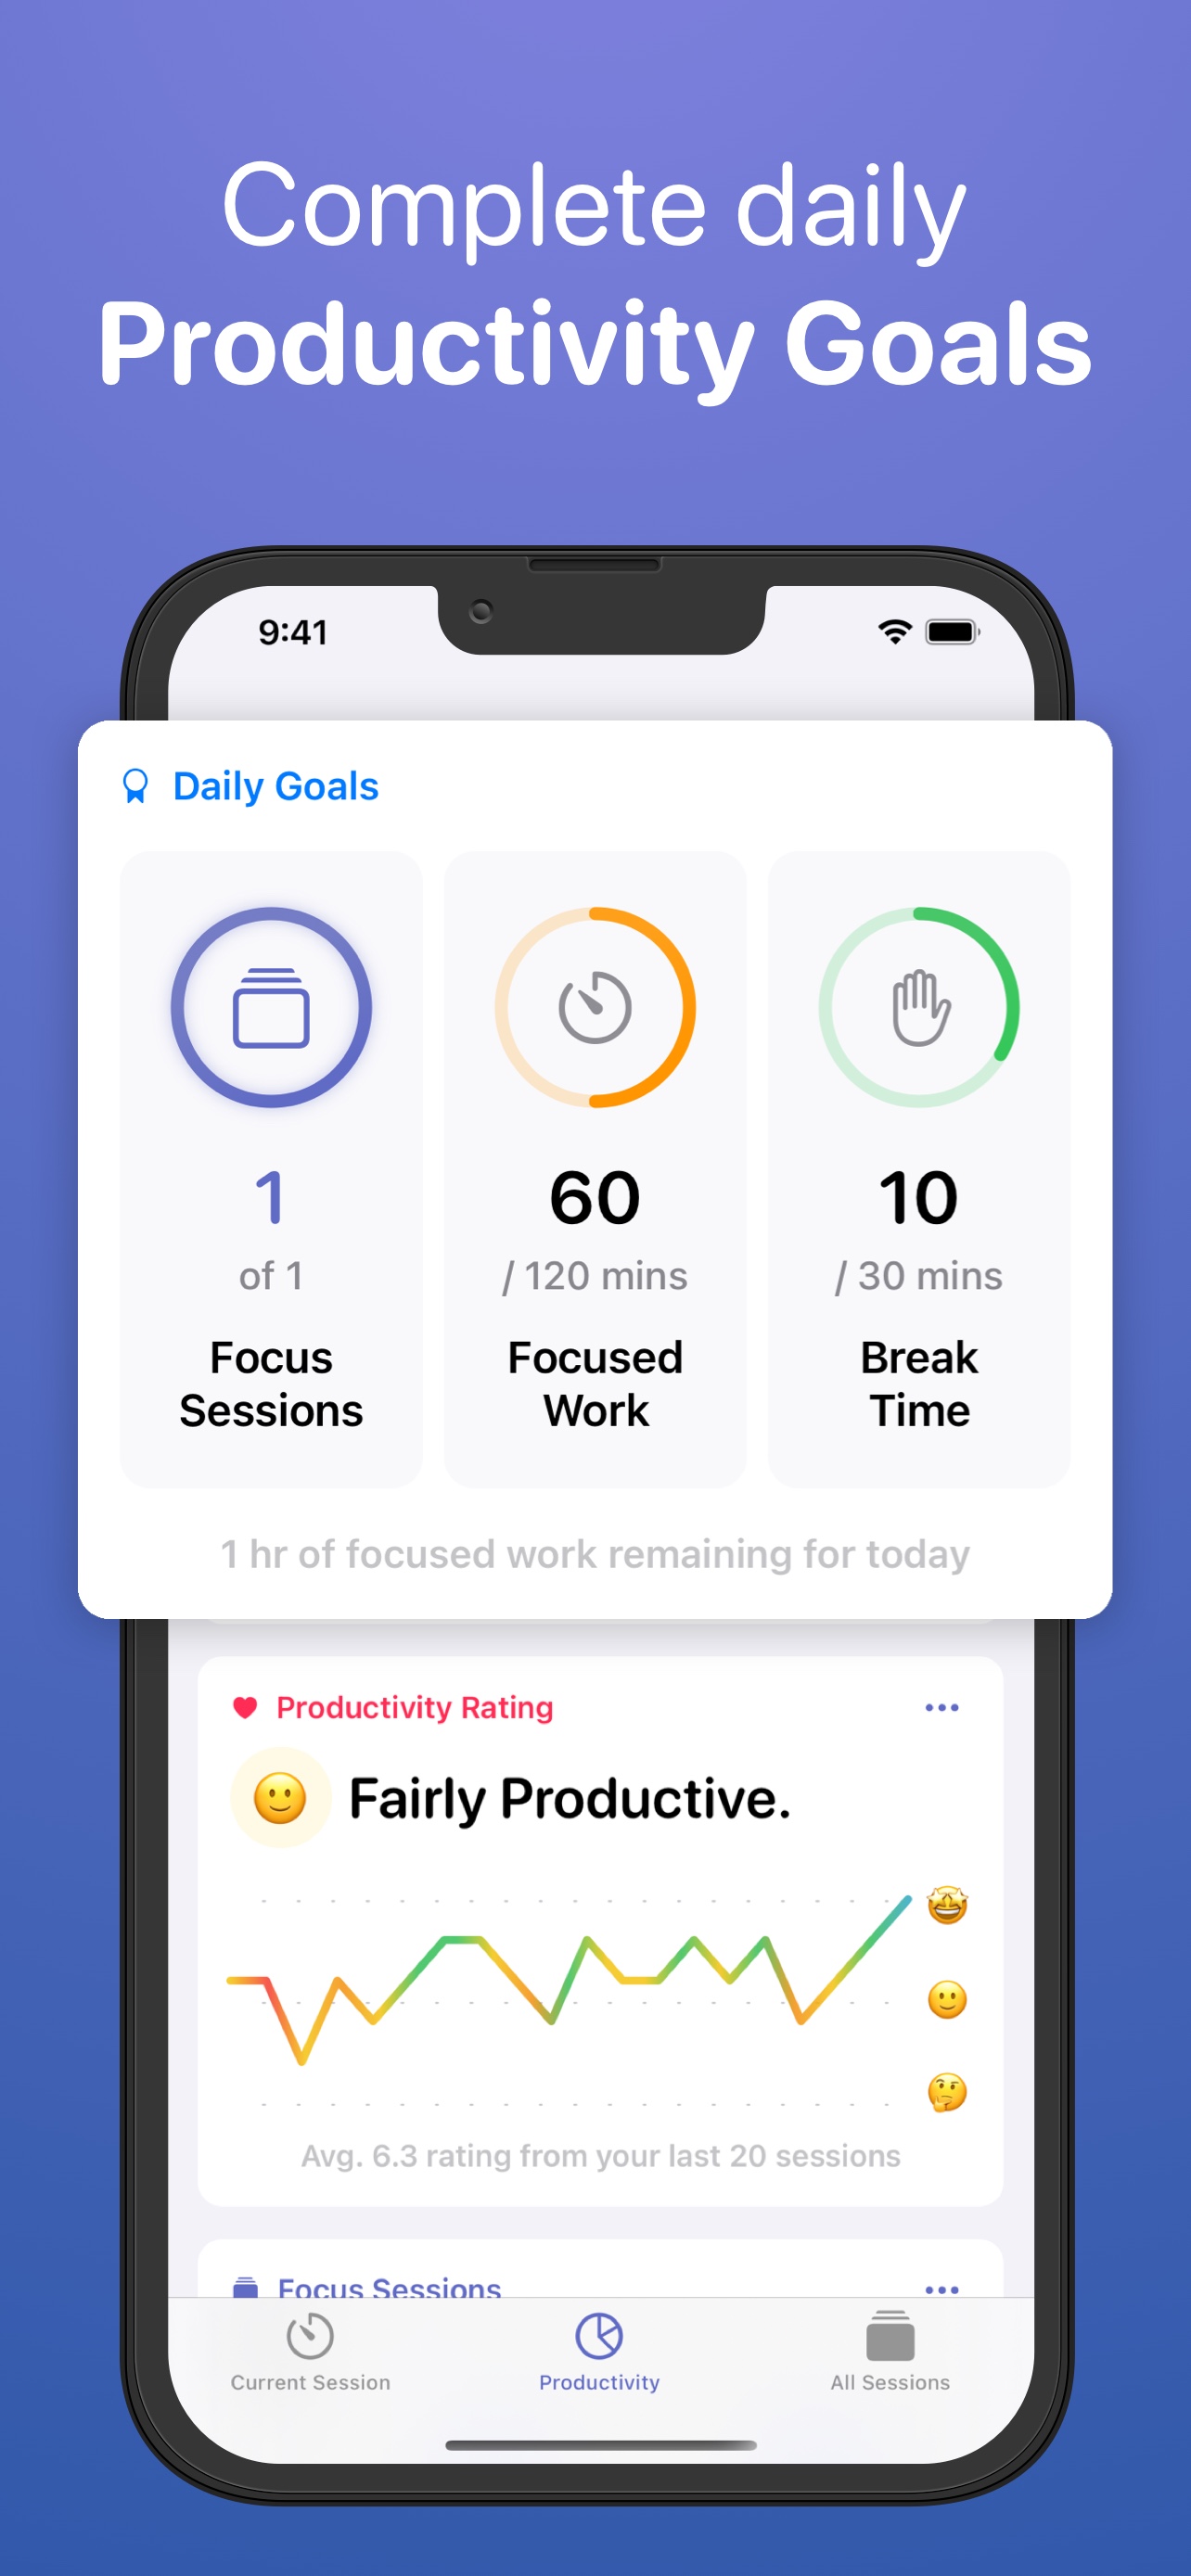 Complete daily
Productivity Goals
9:41
Daily Goals
1
of 1
Focus
Sessions
60
/ 120 mins
Focused
Work
10
/ 30 mins
Break
Time
1 hr of focused work remaining for today
Productivity Rating
Fairly Productive.
Avg. 6.3 rating from your last 20 sessions
Focus Sessions
Current Session
Productivity
All Sessions